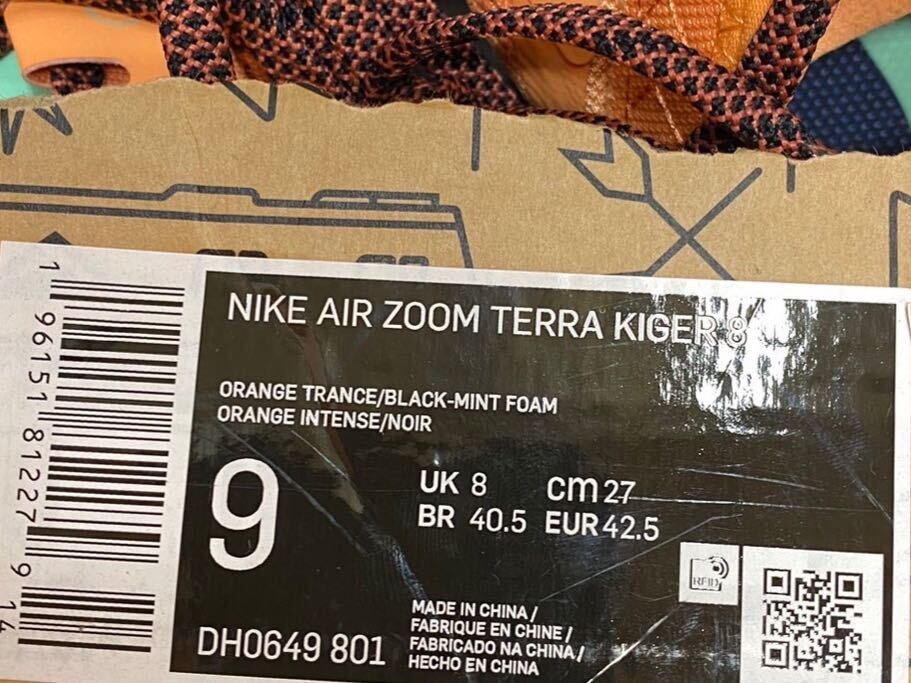 NIKE AIR ZOOM TERRA KIGER 8
ORANGE TRANCE/BLACK-MINT FOAM
ORANGE INTENSE/NOIR
9
UK 8 CM 27
BR 40.5 EUR 42.5
RFID
DH0649 801
MADE IN CHINA /
FABRIQUE EN CHINE /
FABRICADO NA CHINA /
HECHO EN CHINA
1 96151 81227 9 14